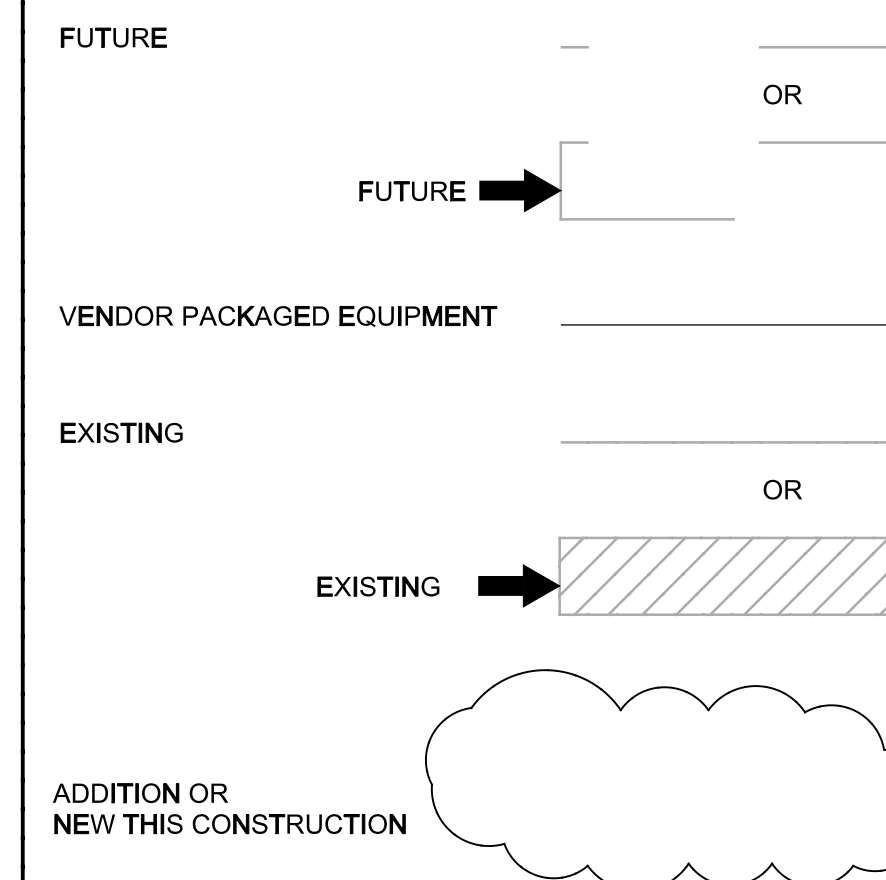 FUTURE
OR
FUTURE
VENDOR PACKAGED EQUIPMENT
EXISTING
OR
EXISTING
ADDITION OR
NEW THIS CONSTRUCTION